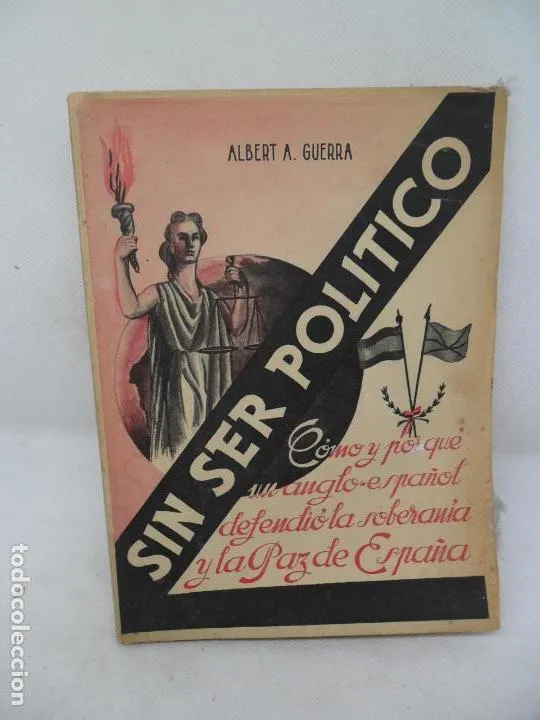 ALBERT A. GUERRA
SIN SER POLITICO
Cómo y por qué
un anglo-español
defendió la soberanía
y la Paz de España
todocoleccion